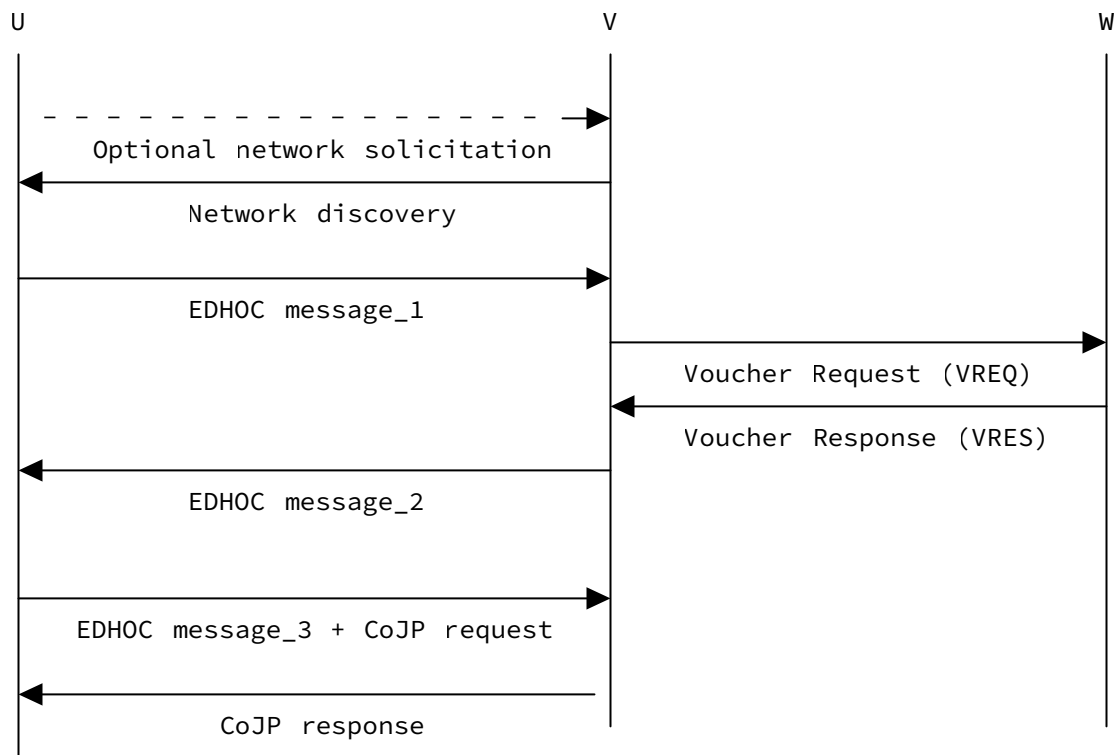 U V W
Optional network solicitation
Network discovery
EDHOC message_1
Voucher Request (VREQ)
Voucher Response (VRES)
EDHOC message_2
EDHOC message_3 + CoJP request
CoJP response